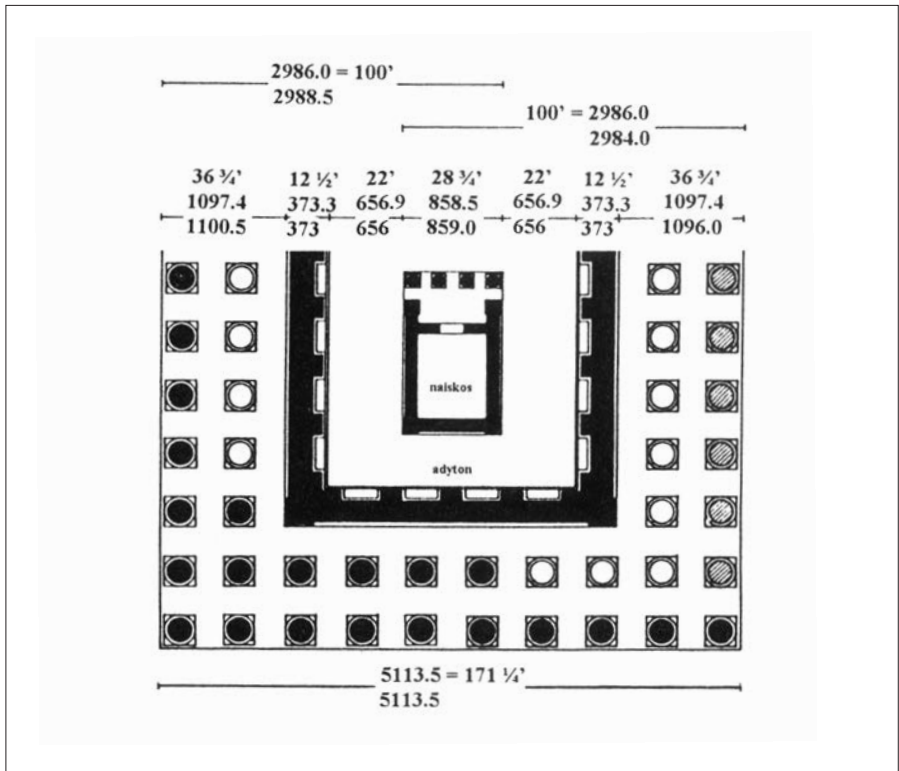 2986.0 = 100'
2988.5
100' = 2986.0
2984.0
36 ¾' 12 ½' 22' 28 ¾' 22' 12 ½' 36 ¾'
1097.4 373.3 656.9 858.5 656.9 373.3 1097.4
1100.5 373 656 859.0 656 373 1096.0
naiskos
adyton
5113.5 = 171 ¼'
5113.5